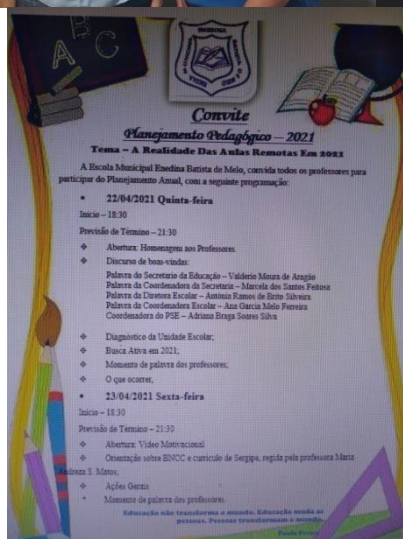 A B C
Convite
Planejamento Pedagógico – 2021
Tema – A Realidade Das Aulas Remotas Em 2021
A Escola Municipal Enedina Batista de Melo, convida todos os professores para
participar do Planejamento Anual, com a seguinte programação:
• 22/04/2021 Quinta-feira
Inicio – 18:30
Previsão de Término – 21:30
❖ Abertura: Homenagem aos Professores.
❖ Discurso de boas-vindas:
Palavra do Secretário da Educação – Valderio Moura de Aragão
Palavra da Coordenadora da Secretaria – Marcela dos Santos Feitosa
Palavra da Diretora Escolar – Antônia Ramos de Brito Silveira
Palavra da Coordenadora Escolar – Ana Garcia Melo Ferreira
Coordenadora do PSE – Adriana Braga Soares Silva
❖ Diagnóstico da Unidade Escolar;
❖ Busca Ativa em 2021;
❖ Momento de palavra dos professores;
❖ O que ocorrer;
• 23/04/2021 Sexta-feira
Inicio – 18:30
Previsão de Término – 21:30
❖ Abertura: Vídeo Motivacional
❖ Orientação sobre BNCC e currículo de Sergipe, regida pela professora Maria
Andreza S. Matos;
❖ Ações Gerais
* Momento de palavra dos professores.
Educação não transforma o mundo. Educação muda as
pessoas. Pessoas transformam o mundo.
Paulo Freire